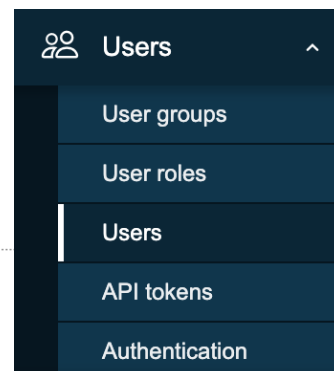 Users
User groups
User roles
Users
API tokens
Authentication